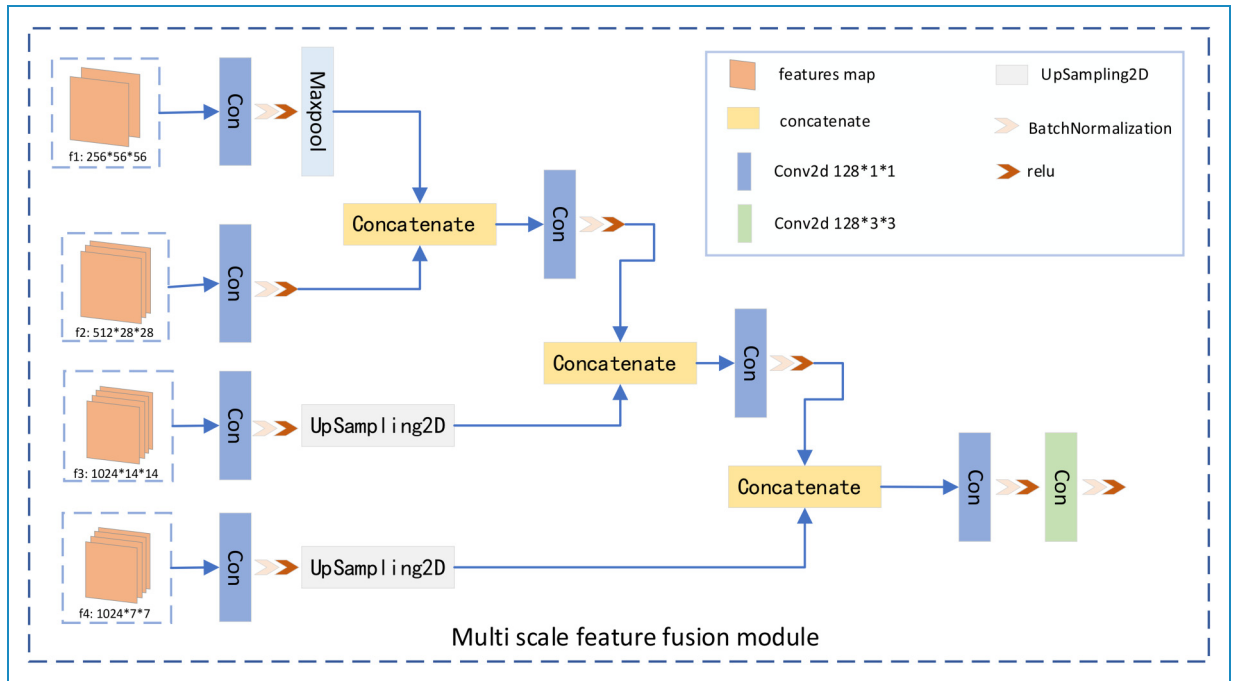 Con
Maxpool
f1: 256*56*56
features map
UpSampling2D
concatenate
BatchNormalization
Conv2d 128*1*1
relu
Conv2d 128*3*3
Concatenate
Con
Con
f2: 512*28*28
Concatenate
Con
Con
UpSampling2D
f3: 1024*14*14
Concatenate
Con
Con
Con
UpSampling2D
f4: 1024*7*7
Multi scale feature fusion module